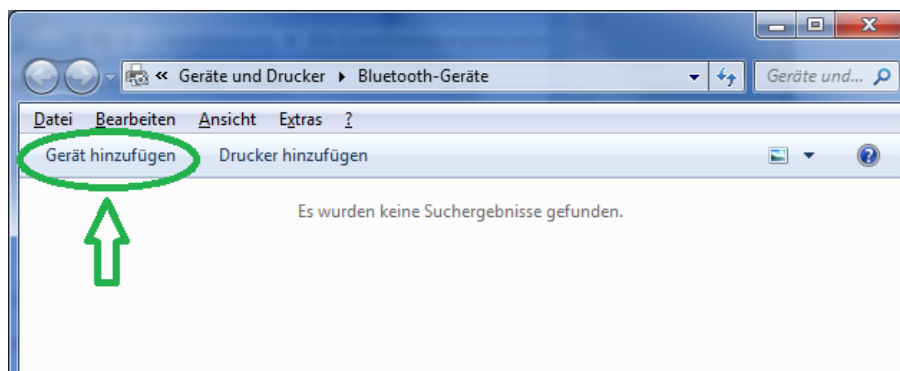 « Geräte und Drucker ▸ Bluetooth-Geräte Geräte und...
Datei Bearbeiten Ansicht Extras ?
Gerät hinzufügen Drucker hinzufügen
Es wurden keine Suchergebnisse gefunden.